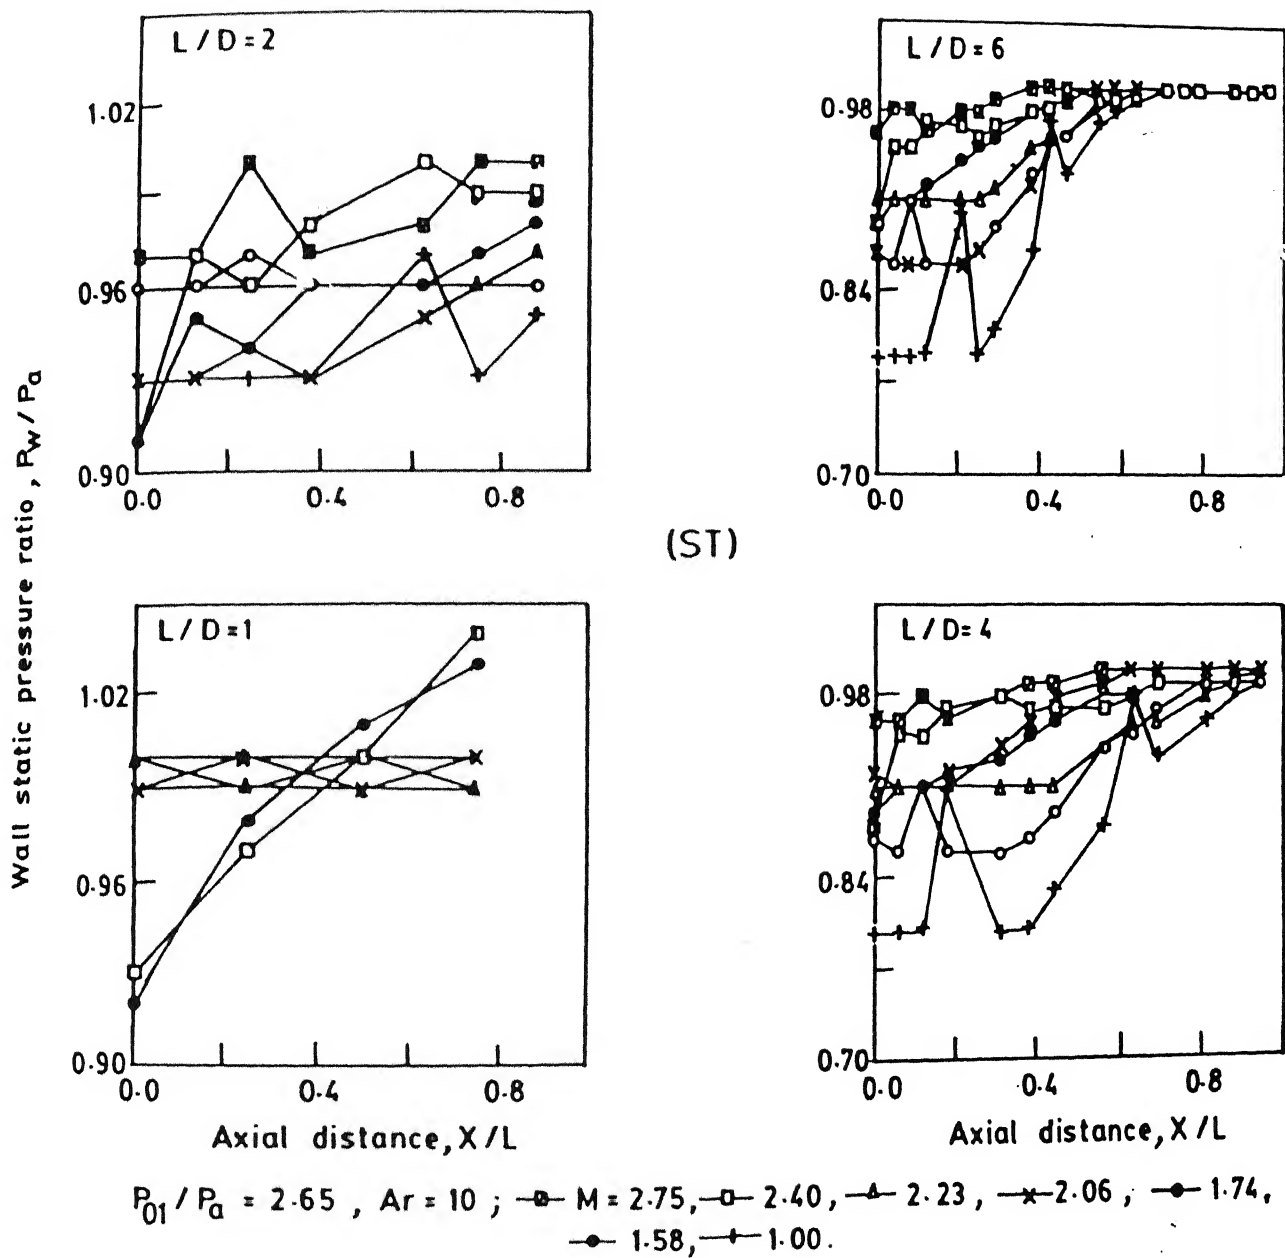 L/D=2
1.02
0.96
0.90
0.0 0.4 0.8
L/D=6
0.98
0.84
0.70
0.0 0.4 0.8
(ST)
Wall static pressure ratio, Pw/Pa
L/D=1
1.02
0.96
0.90
0.0 0.4 0.8
Axial distance, X/L
L/D=4
0.98
0.84
0.70
0.0 0.4 0.8
Axial distance, X/L
P01/Pa = 2.65, Ar = 10; M = 2.75, 2.40, 2.23, 2.06, 1.74,
1.58, 1.00.